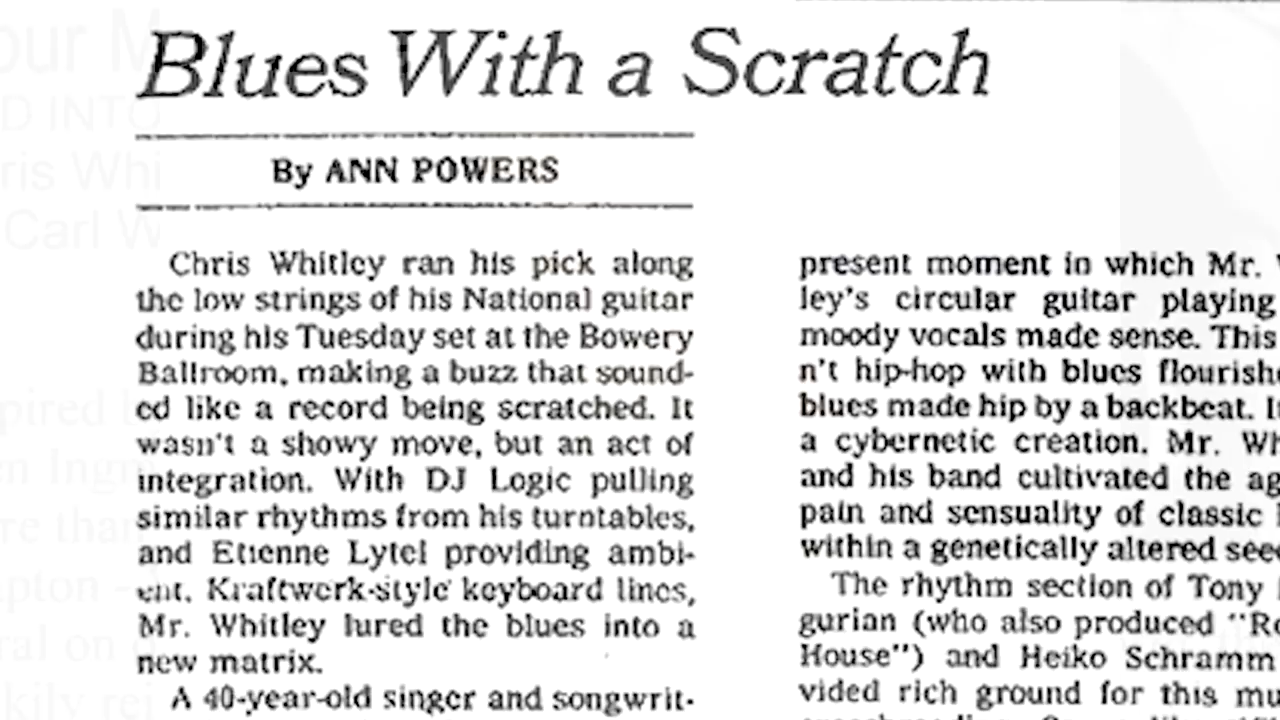 Blues With a Scratch
By ANN POWERS
Chris Whitley ran his pick along
the low strings of his National guitar
during his Tuesday set at the Bowery
Ballroom, making a buzz that sound-
ed like a record being scratched. It
wasn't a showy move, but an act of
integration. With DJ Logic pulling
similar rhythms from his turntables,
and Etienne Lytel providing ambi-
ent, Kraftwerk-style keyboard lines,
Mr. Whitley lured the blues into a
new matrix.
A 40-year-old singer and songwrit-
present moment in which Mr.
ley's circular guitar playing
moody vocals made sense. This
n't hip-hop with blues
blues made hip by a backbeat.
a cybernetic creation. Mr.
and his band cultivated the
pain and sensuality of classic
within a genetically altered
The rhythm section of Tony
gurian (who also produced
House") and Heiko Schramm
vided rich ground for this